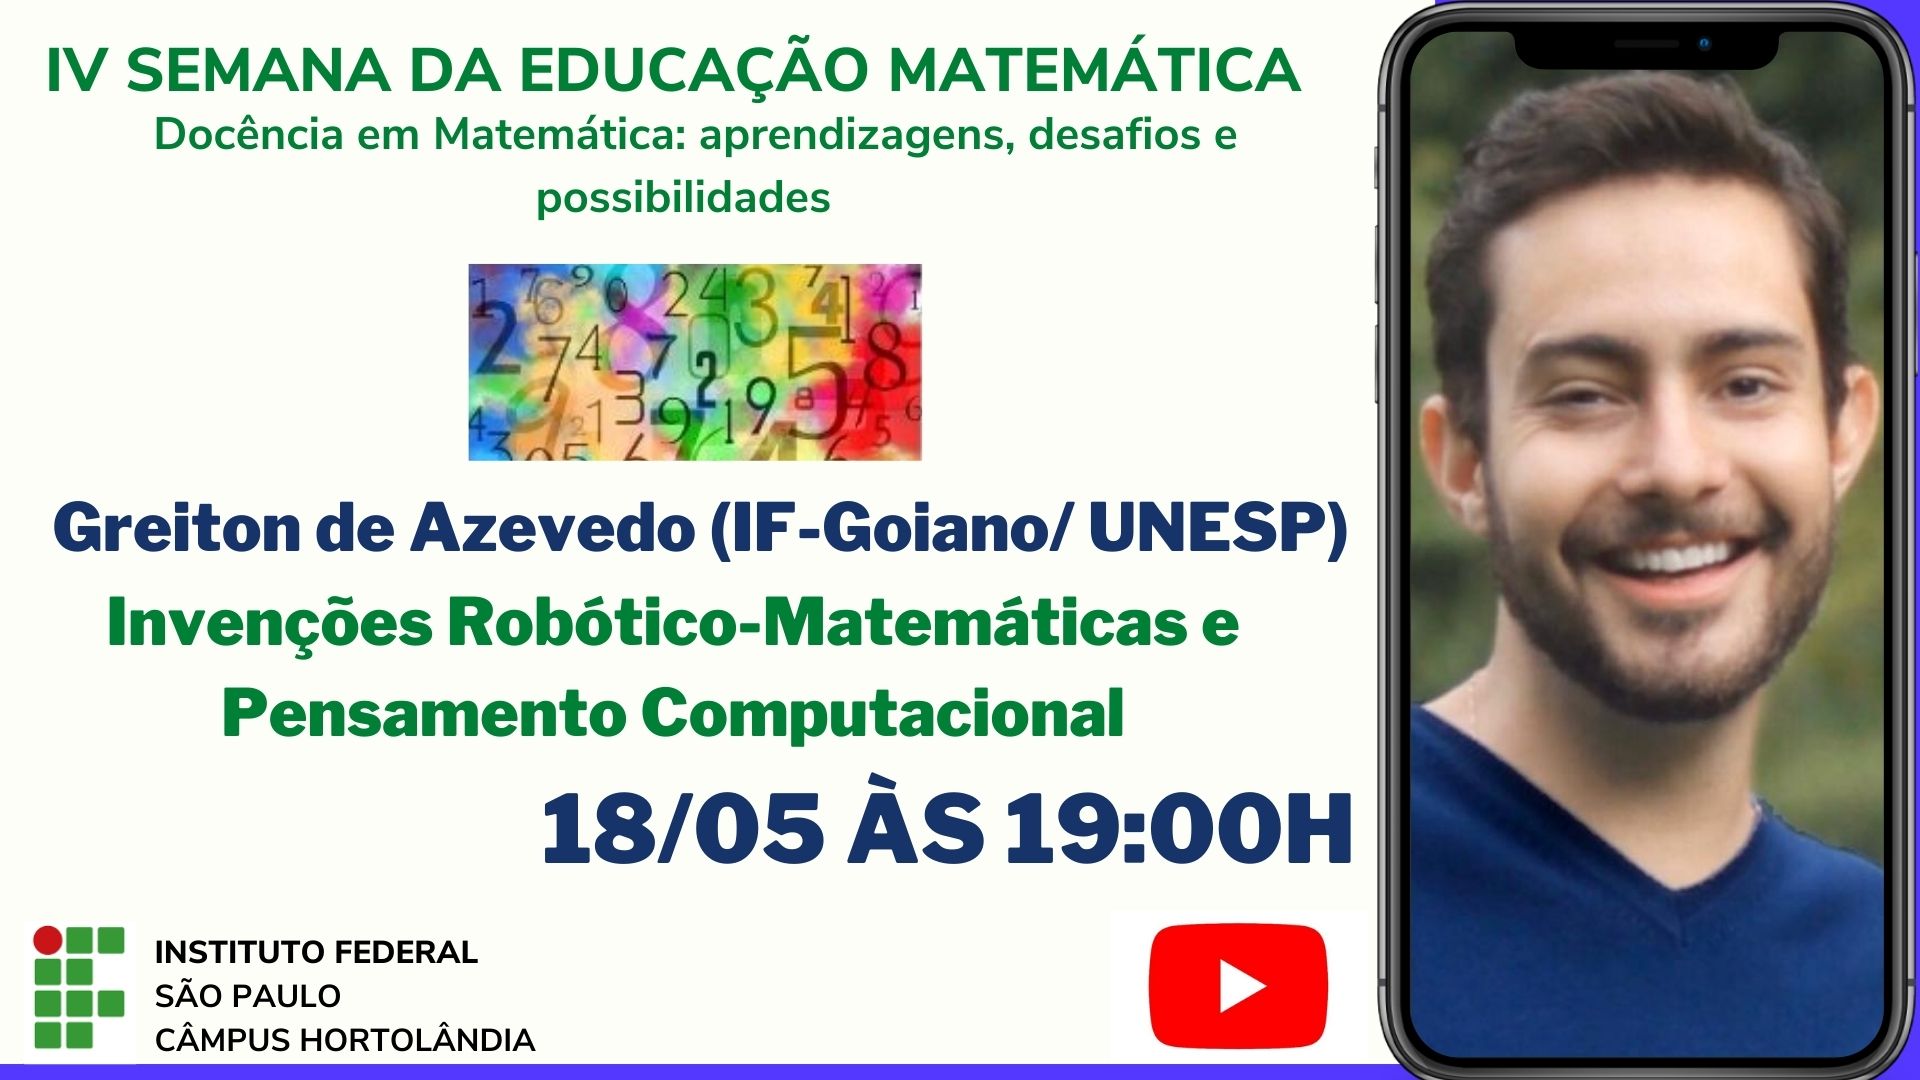 IV SEMANA DA EDUCAÇÃO MATEMÁTICA
Docência em Matemática: aprendizagens, desafios e
possibilidades
Greiton de Azevedo (IF-Goiano/ UNESP)
Invenções Robótico-Matemáticas e
Pensamento Computacional
18/05 ÀS 19:00H
INSTITUTO FEDERAL
SÃO PAULO
CÂMPUS HORTOLÂNDIA